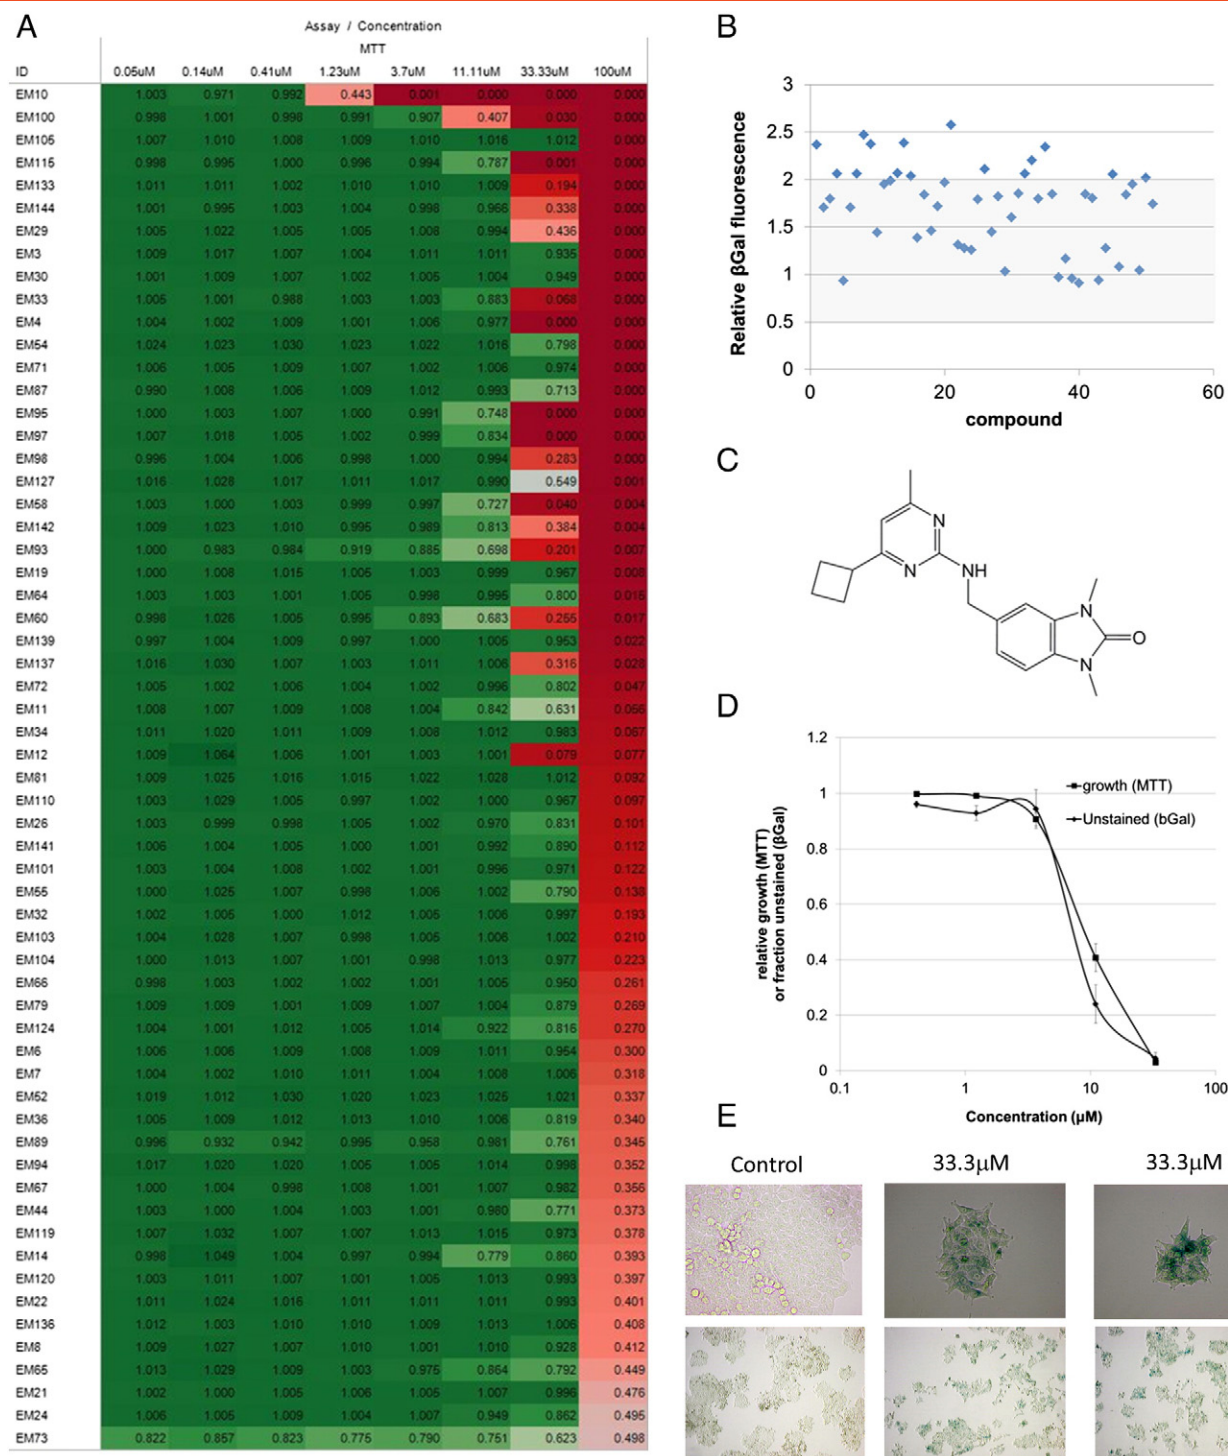 A
Assay / Concentration
MTT
ID 0.05uM 0.14uM 0.41uM 1.23uM 3.7uM 11.11uM 33.33uM 100uM
EM10 1.003 0.971 0.992 0.443 0.001 0.000 0.000 0.000
EM100 0.998 1.001 0.998 0.991 0.907 0.407 0.030 0.000
EM105 1.007 1.010 1.008 1.009 1.010 1.016 1.012 0.000
EM115 0.998 0.995 1.000 0.996 0.994 0.787 0.001 0.000
EM133 1.011 1.011 1.002 1.010 1.010 1.009 0.194 0.000
EM144 1.001 0.995 1.003 1.004 0.998 0.966 0.338 0.000
EM29 1.005 1.022 1.005 1.005 1.008 0.994 0.436 0.000
EM3 1.009 1.017 1.007 1.004 1.011 1.011 0.935 0.000
EM30 1.001 1.009 1.007 1.002 1.005 1.004 0.949 0.000
EM33 1.005 1.001 0.988 1.003 1.003 0.883 0.068 0.000
EM4 1.004 1.002 1.009 1.001 1.006 0.977 0.000 0.000
EM54 1.024 1.023 1.030 1.023 1.022 1.016 0.798 0.000
EM71 1.006 1.005 1.009 1.007 1.002 1.006 0.974 0.000
EM87 0.990 1.008 1.006 1.009 1.012 0.993 0.713 0.000
EM95 1.000 1.003 1.007 1.000 0.991 0.748 0.000 0.000
EM97 1.007 1.018 1.005 1.002 0.999 0.834 0.000 0.000
EM98 0.996 1.004 1.006 0.998 1.000 0.994 0.283 0.000
EM127 1.016 1.028 1.017 1.011 1.017 0.990 0.549 0.001
EM58 1.003 1.000 1.003 0.999 0.997 0.727 0.040 0.004
EM142 1.009 1.023 1.010 0.995 0.989 0.813 0.384 0.004
EM93 1.000 0.983 0.984 0.919 0.885 0.698 0.201 0.007
EM19 1.000 1.008 1.015 1.005 1.003 0.999 0.967 0.008
EM64 1.003 1.003 1.001 1.005 0.998 0.995 0.800 0.015
EM60 0.998 1.026 1.005 0.995 0.893 0.683 0.255 0.017
EM139 0.997 1.004 1.009 0.997 1.000 1.005 0.953 0.022
EM137 1.016 1.030 1.007 1.003 1.011 1.006 0.316 0.028
EM72 1.005 1.002 1.006 1.004 1.002 0.996 0.802 0.047
EM11 1.008 1.007 1.009 1.008 1.004 0.842 0.631 0.066
EM34 1.011 1.020 1.011 1.009 1.008 1.012 0.983 0.067
EM12 1.009 1.064 1.006 1.001 1.003 1.001 0.079 0.077
EM81 1.009 1.025 1.016 1.015 1.022 1.028 1.012 0.092
EM110 1.003 1.029 1.005 0.997 1.002 1.000 0.967 0.097
EM26 1.003 0.999 0.998 1.005 1.002 0.970 0.831 0.101
EM141 1.006 1.004 1.005 1.000 1.001 0.992 0.890 0.112
EM101 1.003 1.004 1.008 1.002 1.001 0.996 0.971 0.122
EM55 1.000 1.025 1.007 0.998 1.006 1.002 0.790 0.138
EM32 1.002 1.005 1.000 1.012 1.005 1.006 0.997 0.193
EM103 1.004 1.028 1.007 0.998 1.005 1.006 1.002 0.210
EM104 1.000 1.013 1.007 1.001 0.998 1.013 0.977 0.223
EM66 0.998 1.003 1.002 1.002 1.001 1.005 0.950 0.261
EM79 1.009 1.009 1.001 1.009 1.007 1.004 0.879 0.269
EM124 1.004 1.001 1.012 1.005 1.014 0.922 0.816 0.270
EM6 1.006 1.006 1.009 1.008 1.009 1.011 0.954 0.300
EM7 1.004 1.002 1.010 1.011 1.004 1.008 1.006 0.318
EM52 1.019 1.012 1.030 1.020 1.023 1.025 1.021 0.337
EM36 1.005 1.009 1.012 1.013 1.010 1.006 0.819 0.340
EM89 0.996 0.932 0.942 0.995 0.958 0.981 0.761 0.345
EM94 1.017 1.020 1.020 1.005 1.005 1.014 0.998 0.352
EM67 1.000 1.004 0.998 1.008 1.001 1.007 0.982 0.356
EM44 1.003 1.000 1.004 1.003 1.001 0.980 0.771 0.373
EM119 1.007 1.032 1.007 1.007 1.013 1.015 0.973 0.378
EM14 0.998 1.049 1.004 0.997 0.994 0.779 0.860 0.393
EM120 1.003 1.011 1.007 1.001 1.005 1.013 0.993 0.397
EM22 1.011 1.024 1.016 1.011 1.011 1.011 0.993 0.401
EM136 1.012 1.003 1.010 1.010 1.009 1.013 1.006 0.408
EM8 1.009 1.027 1.007 1.010 1.001 1.010 0.928 0.412
EM65 1.013 1.029 1.009 1.003 0.975 0.864 0.792 0.449
EM21 1.002 1.000 1.005 1.006 1.005 1.007 0.996 0.476
EM24 1.006 1.005 1.009 1.004 1.007 0.949 0.862 0.495
EM73 0.822 0.857 0.823 0.775 0.790 0.751 0.623 0.498
B
Relative βGal fluorescence
3
2.5
2
1.5
1
0.5
0
0 20 40 60
compound
C
N
N
NH
N
N
O
D
relative growth (MTT)
or fraction unstained (βGal)
1.2
1
0.8
0.6
0.4
0.2
0
growth (MTT)
Unstained (bGal)
0.1 1 10 100
Concentration (µM)
E
Control 33.3µM 33.3µM